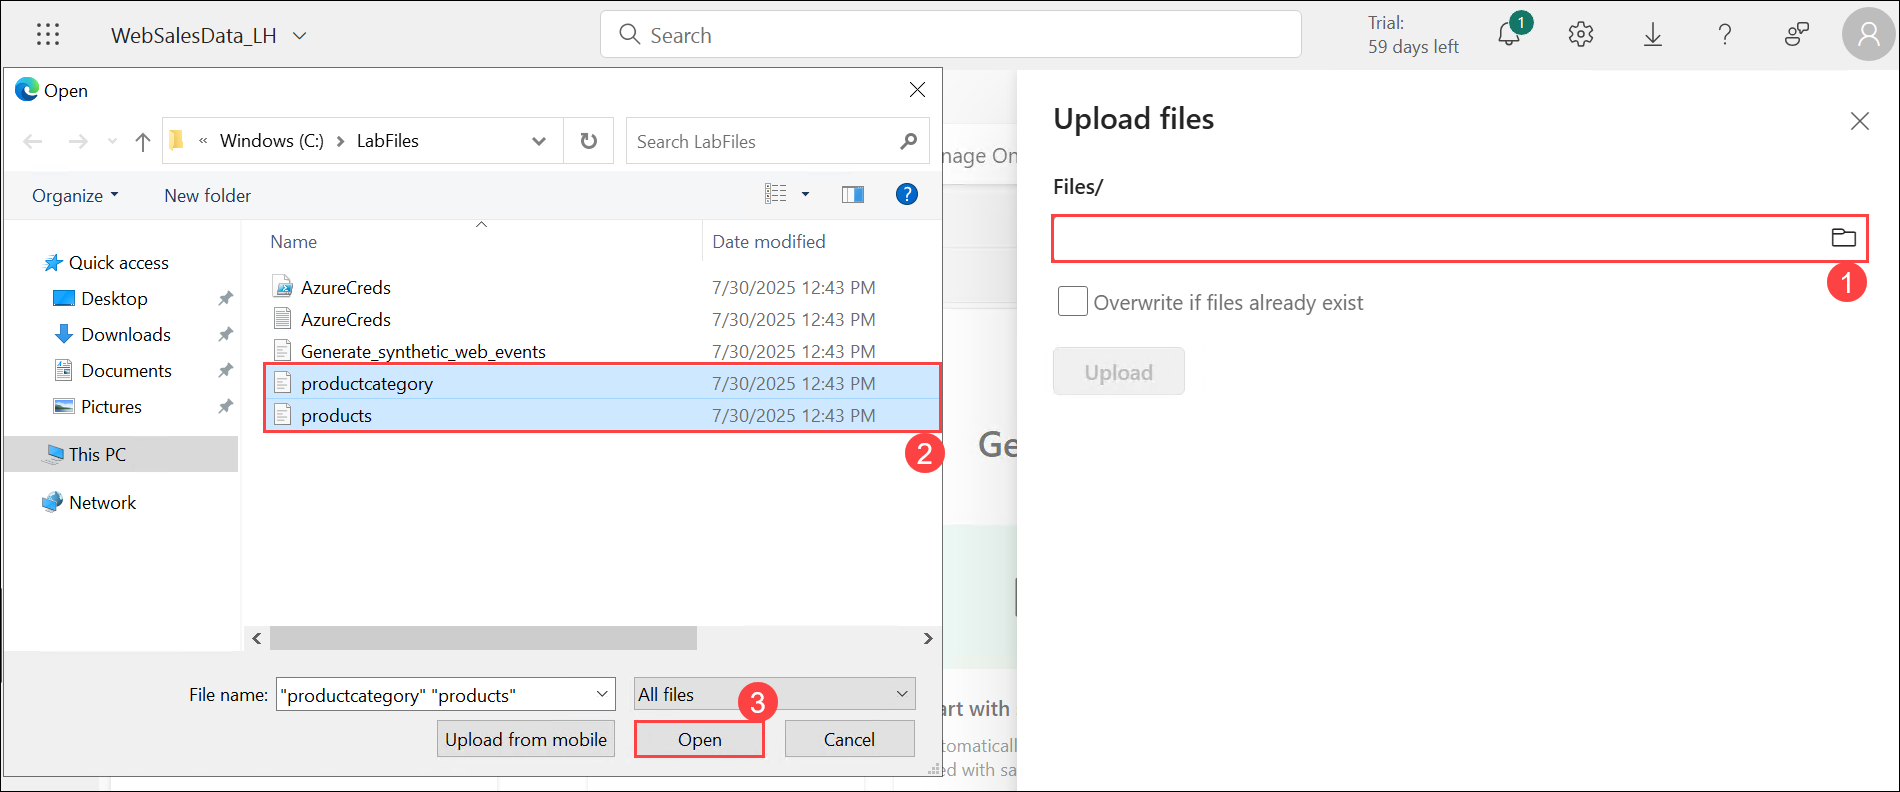 WebSalesData_LH
Search
Trial:
59 days left
1
Open
« Windows (C:) > LabFiles
Search LabFiles
Organize
New folder
?
Name
Date modified
Quick access
Desktop
Downloads
Documents
Pictures
This PC
Network
AzureCreds 7/30/2025 12:43 PM
AzureCreds 7/30/2025 12:43 PM
Generate_synthetic_web_events 7/30/2025 12:43 PM
productcategory 7/30/2025 12:43 PM
products 7/30/2025 12:43 PM
2
File name: "productcategory" "products"
All files
3
Upload from mobile
Open
Cancel
nage On
Ge
art with
tomaticall
ed with sa
Upload files
Files/
1
Overwrite if files already exist
Upload